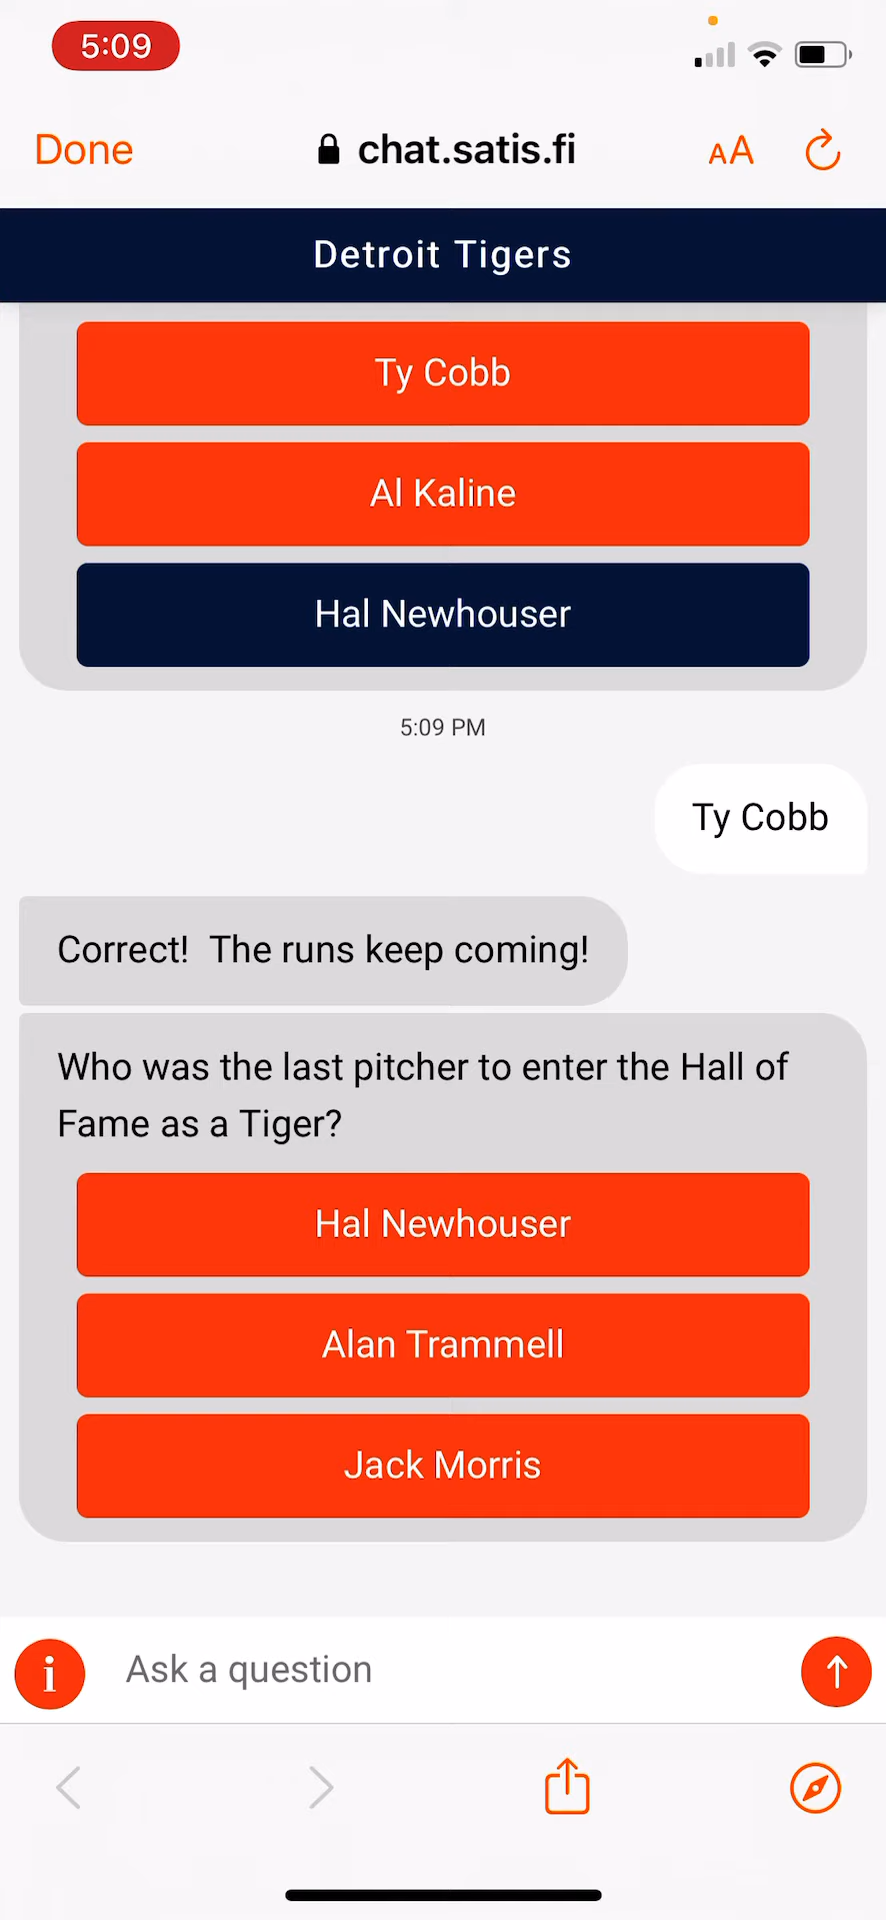 5:09
Done
chat.satis.fi
AA
Detroit Tigers
Ty Cobb
Al Kaline
Hal Newhouser
5:09 PM
Ty Cobb
Correct!  The runs keep coming!
Who was the last pitcher to enter the Hall of
Fame as a Tiger?
Hal Newhouser
Alan Trammell
Jack Morris
i
Ask a question